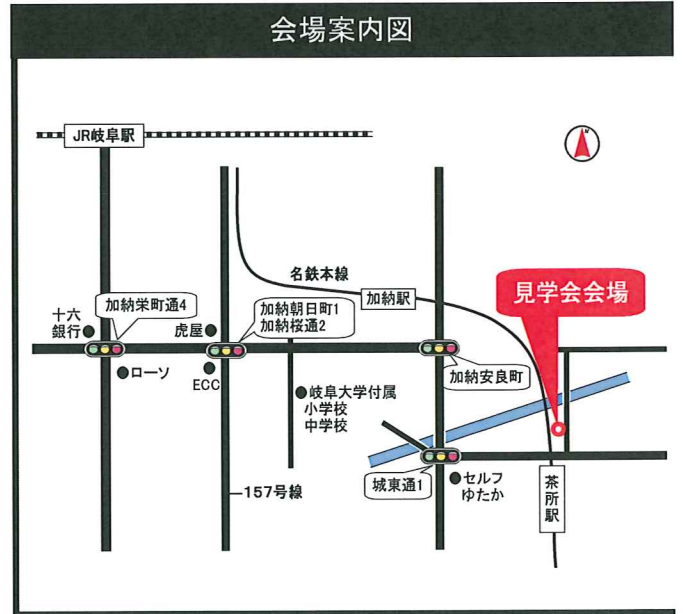 会場案内図
JR岐阜駅
名鉄本線
加納駅
見学会会場
十六
銀行
加納栄町通4
虎屋
加納朝日町1
加納桜通2
ローソ
ECC
加納安良町
岐阜大学付属
小学校
中学校
157号線
城東通1
セルフ
ゆたか
茶所駅